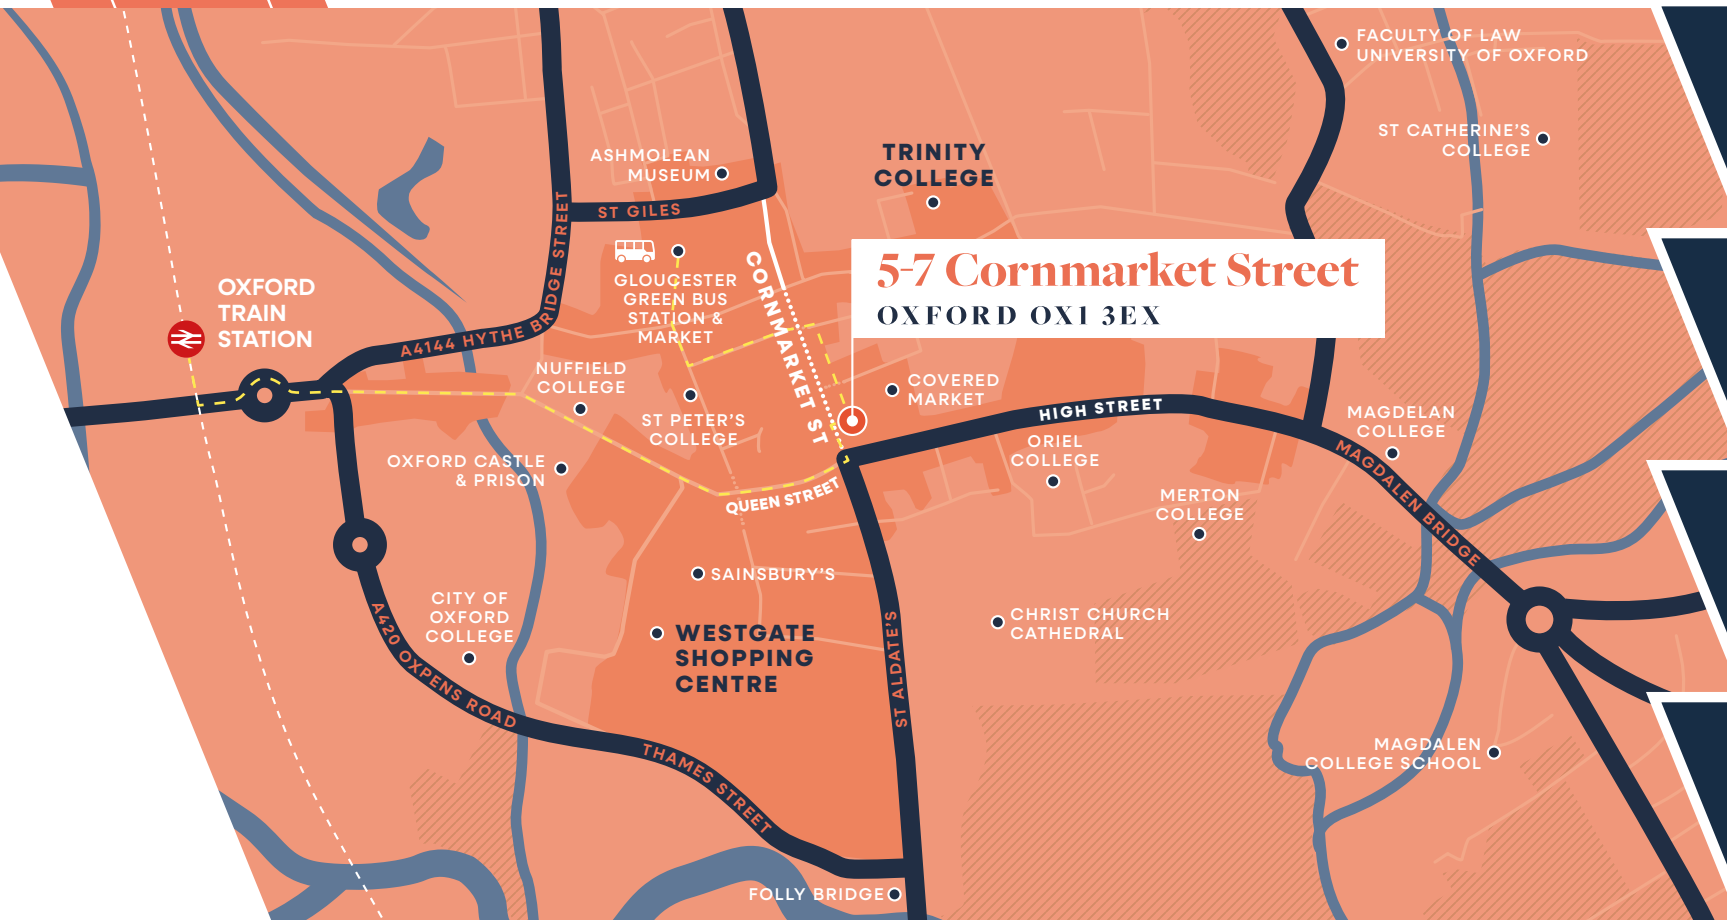 FACULTY OF LAW
UNIVERSITY OF OXFORD
ST CATHERINE'S
COLLEGE
ASHMOLEAN
MUSEUM
TRINITY
COLLEGE
ST GILES
A4144 HYTHE BRIDGE STREET
GLOUCESTER
GREEN BUS
STATION &
MARKET
CORNMARKET ST
5-7 Cornmarket Street
OXFORD OX1 3EX
OXFORD
TRAIN
STATION
NUFFIELD
COLLEGE
ST PETER'S
COLLEGE
COVERED
MARKET
HIGH STREET
ORIEL
COLLEGE
MAGDELAN
COLLEGE
MAGDALEN BRIDGE
OXFORD CASTLE
& PRISON
QUEEN STREET
MERTON
COLLEGE
SAINSBURY'S
CITY OF
OXFORD
COLLEGE
A420 OXPENS ROAD
WESTGATE
SHOPPING
CENTRE
ST ALDATE'S
CHRIST CHURCH
CATHEDRAL
THAMES STREET
MAGDALEN
COLLEGE SCHOOL
FOLLY BRIDGE